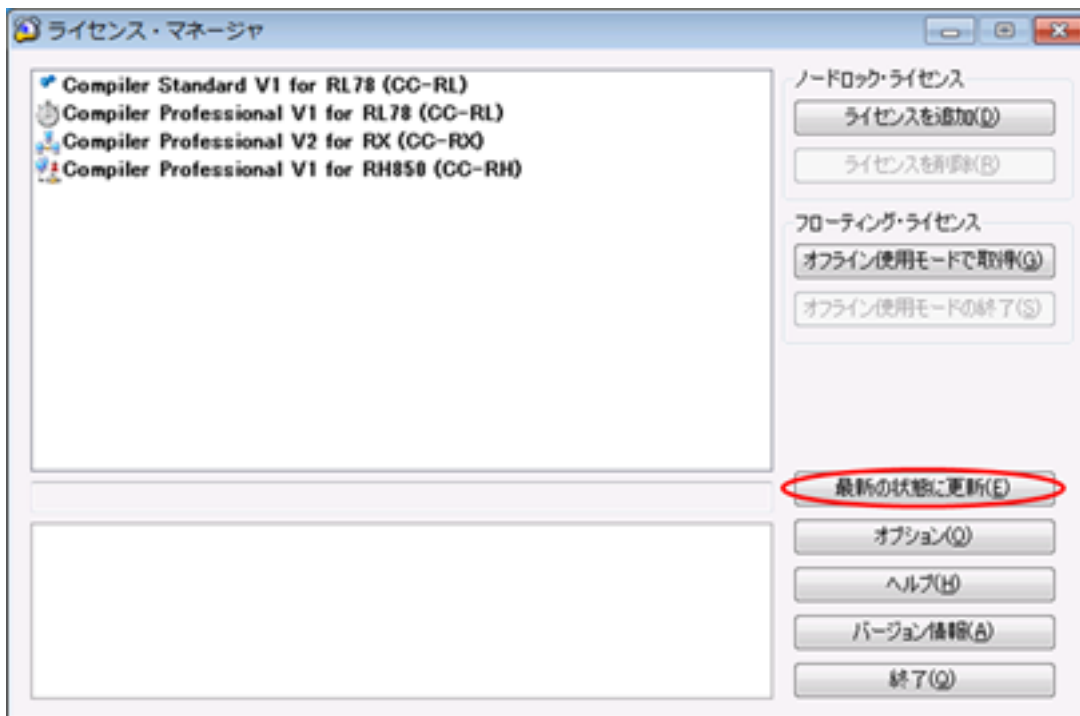 ライセンス・マネージャ
Compiler Standard V1 for RL78 (CC-RL)
Compiler Professional V1 for RL78 (CC-RL)
Compiler Professional V2 for RX (CC-RX)
Compiler Professional V1 for RH850 (CC-RH)
ノードロック・ライセンス
ライセンスを追加(D)
ライセンスを削除(R)
フローティング・ライセンス
オフライン使用モードで取得(G)
オフライン使用モードの終了(S)
最新の状態に更新(E)
オプション(O)
ヘルプ(H)
バージョン情報(A)
終了(Q)